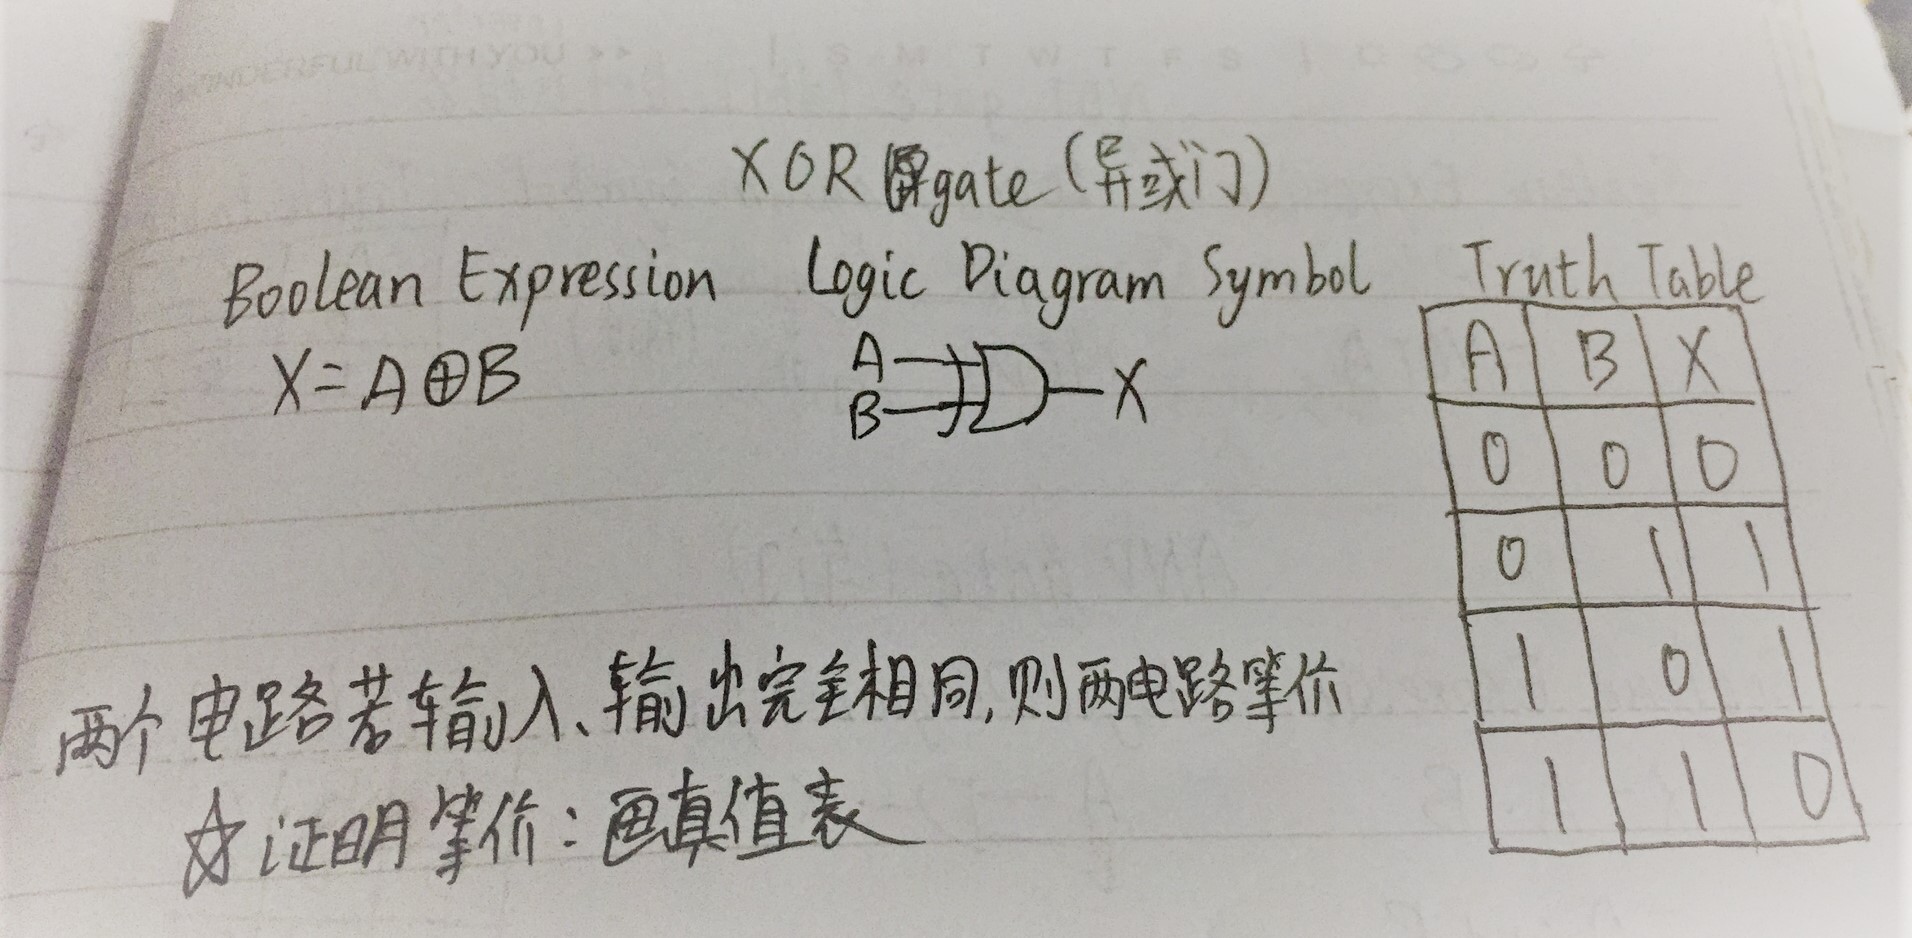 WONDERFUL WITH YOU
XOR gate (异或门)
Boolean Expression Logic Diagram Symbol Truth Table
X = A ⊕ B
A
B
X
A B X
0 0 0
0 1 1
1 0 1
1 1 0
两个电路若输入、输出完全相同,则两电路等价
☆证明等价:画真值表